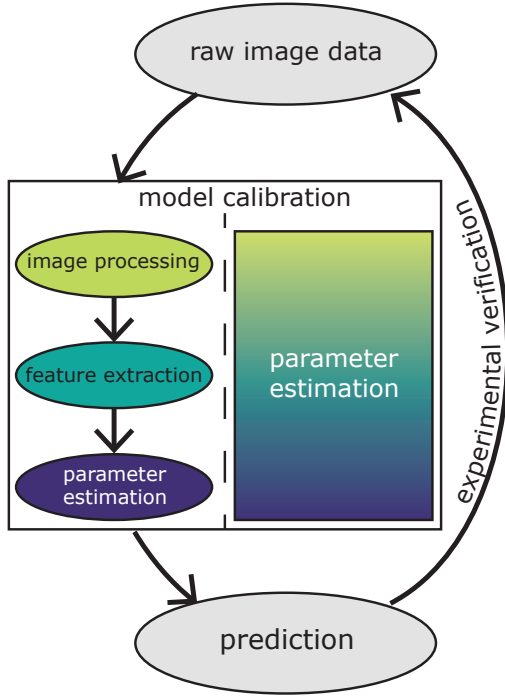 raw image data
model calibration
image processing
feature extraction
parameter
estimation
parameter
estimation
experimental verification
prediction